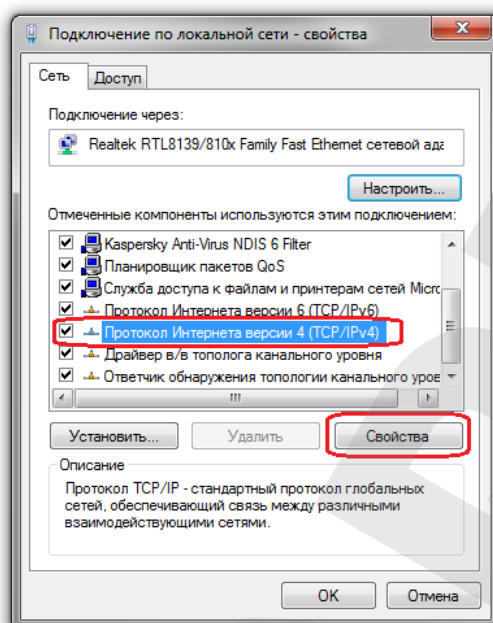 Подключение по локальной сети - свойства
Сеть
Доступ
Подключение через:
Realtek RTL8139/810x Family Fast Ethernet сетевой ада
Настроить...
Отмеченные компоненты используются этим подключением:
Kaspersky Anti-Virus NDIS 6 Filter
Планировщик пакетов QoS
Служба доступа к файлам и принтерам сетей Micro
Протокол Интернета версии 6 (TCP/IPv6)
Протокол Интернета версии 4 (TCP/IPv4)
Драйвер в/в тополога канального уровня
Ответчик обнаружения топологии канального уров
Установить...
Удалить
Свойства
Описание
Протокол TCP/IP - стандартный протокол глобальных
сетей, обеспечивающий связь между различными
взаимодействующими сетями.
OK
Отмена